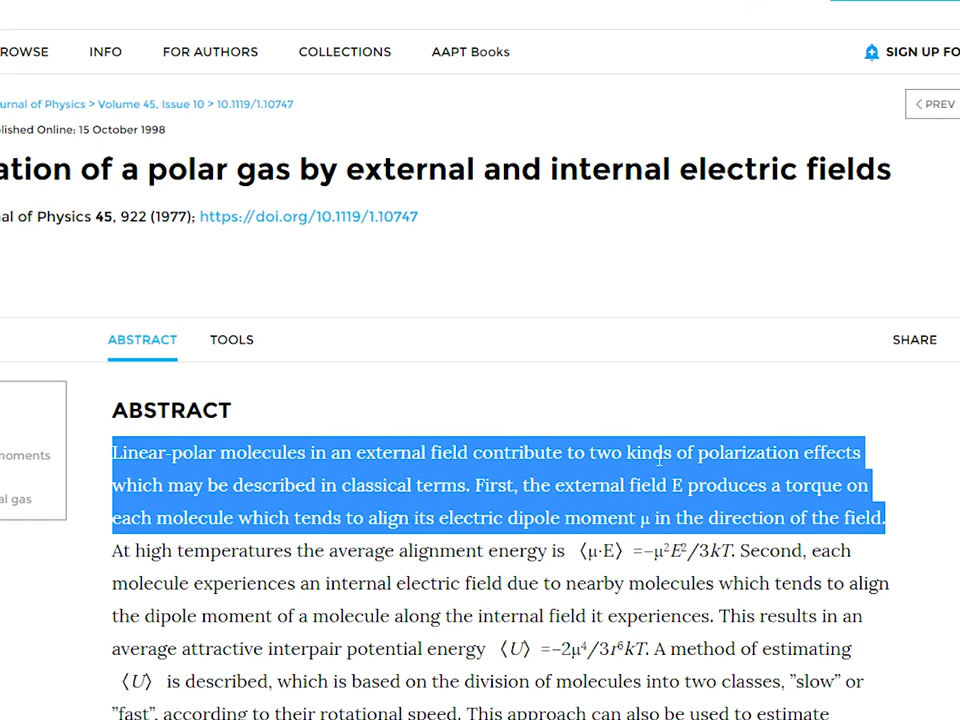 ROWSE INFO FOR AUTHORS COLLECTIONS AAPT Books SIGN UP FO
urnal of Physics > Volume 45, Issue 10 > 10.1119/1.10747
< PREV
lished Online: 15 October 1998
ation of a polar gas by external and internal electric fields
al of Physics 45, 922 (1977); https://doi.org/10.1119/1.10747
ABSTRACT TOOLS SHARE
moments
al gas
ABSTRACT
Linear-polar molecules in an external field contribute to two kinds of polarization effects
which may be described in classical terms. First, the external field E produces a torque on
each molecule which tends to align its electric dipole moment μ in the direction of the field.
At high temperatures the average alignment energy is 〈μ·E〉 =−μ²E²/3kT. Second, each
molecule experiences an internal electric field due to nearby molecules which tends to align
the dipole moment of a molecule along the internal field it experiences. This results in an
average attractive interpair potential energy 〈U〉 =−2μ⁴/3r⁶kT. A method of estimating
〈U〉 is described, which is based on the division of molecules into two classes, ”slow” or
”fast”, according to their rotational speed. This approach can also be used to estimate